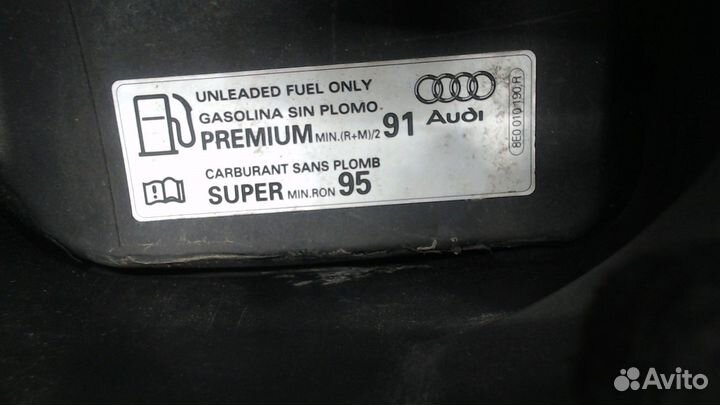 UNLEADED FUEL ONLY
GASOLINA SIN PLOMO
PREMIUM MIN.(R+M)/2 91
Audi
CARBURANT SANS PLOMB
SUPER MIN.RON 95
8E0 010 190/R
Avito